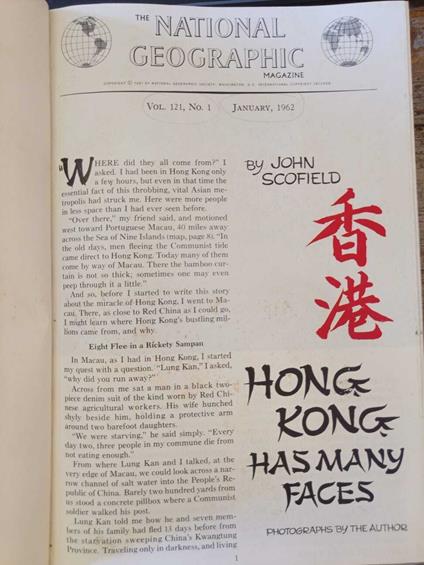 THE
NATIONAL
GEOGRAPHIC
MAGAZINE
COPYRIGHT © 1961 BY NATIONAL GEOGRAPHIC SOCIETY, WASHINGTON, D.C. INTERNATIONAL COPYRIGHT SECURED
VOL. 121, No. 1
JANUARY, 1962
“WHERE did they all come from?” I
asked. I had been in Hong Kong only
a few hours, but even in that time the
essential fact of this throbbing, vital Asian me-
tropolis had struck me. Here were more people
in less space than I had ever seen before.
“Over there,” my friend said, and motioned
west toward Portuguese Macau, 40 miles away
across the Sea of Nine Islands (map, page 8). “In
the old days, men fleeing the Communist tide
came direct to Hong Kong. Today many of them
come by way of Macau. There the bamboo cur-
tain is not so thick; sometimes one may even
peep through it a little.”
And so, before I started to write this story
about the miracle of Hong Kong, I went to Ma-
cau. There, as close to Red China as I could go,
I might learn where Hong Kong's bustling mil-
lions came from, and why.
Eight Flee in a Rickety Sampan
In Macau, as I had in Hong Kong, I started
my quest with a question. “Lung Kan,” I asked,
“why did you run away?”
Across from me sat a man in a black two-
piece denim suit of the kind worn by Red Chi-
nese agricultural workers. His wife hunched
shyly beside him, holding a protective arm
around two barefoot daughters.
“We were starving,” he said simply. “Every
day two, three people in my commune die from
not eating enough.”
From where Lung Kan and I talked, at the
very edge of Macau, we could look across a nar-
row channel of salt water into the People's Re-
public of China. Barely two hundred yards from
us stood a concrete pillbox where a Communist
soldier walked his post.
Lung Kan told me how he and seven mem-
bers of his family had fled 13 days before from
the starvation sweeping China's Kwangtung
Province. Traveling only in darkness, and living
By JOHN
SCOFIELD
香
港
HONG
KONG
HAS MANY
FACES
PHOTOGRAPHS BY THE AUTHOR
1